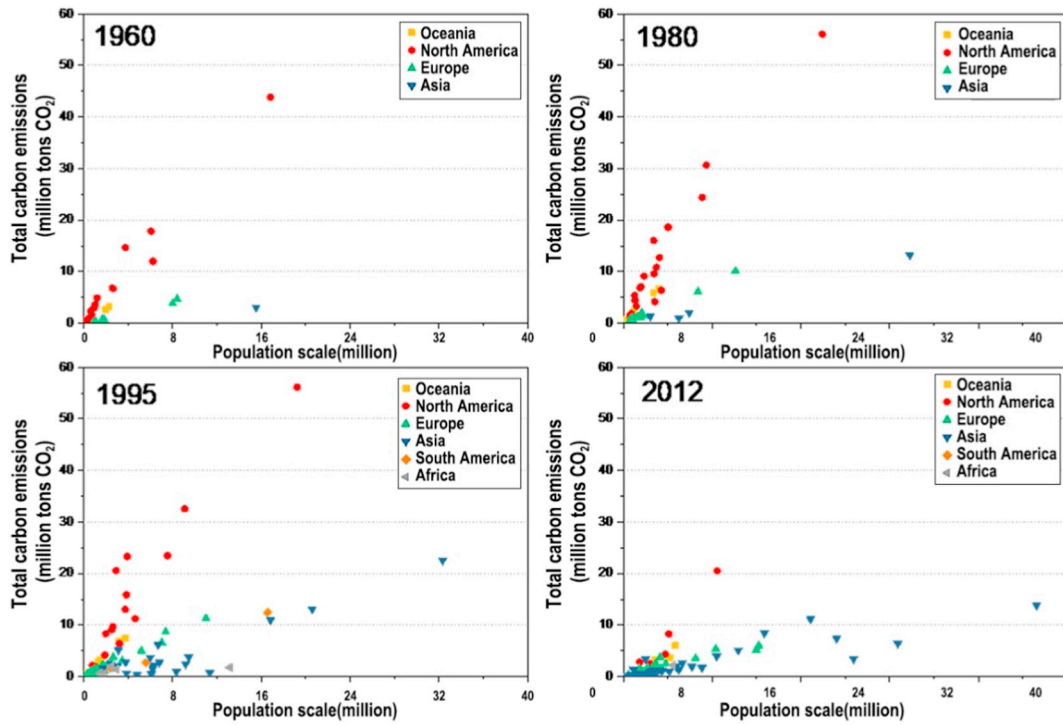 1960
Oceania
North America
Europe
Asia
60
50
40
30
20
10
0
0
8
16
24
32
40
Population scale(million)
Total carbon emissions
(million tons CO₂)
1980
Oceania
North America
Europe
Asia
60
50
40
30
20
10
0
0
8
16
24
32
40
Population scale(million)
Total carbon emissions
(million tons CO₂)
1995
Oceania
North America
Europe
Asia
South America
Africa
60
50
40
30
20
10
0
0
8
16
24
32
40
Population scale(million)
Total carbon emissions
(million tons CO₂)
2012
Oceania
North America
Europe
Asia
South America
Africa
60
50
40
30
20
10
0
0
8
16
24
32
40
Population scale(million)
Total carbon emissions
(million tons CO₂)